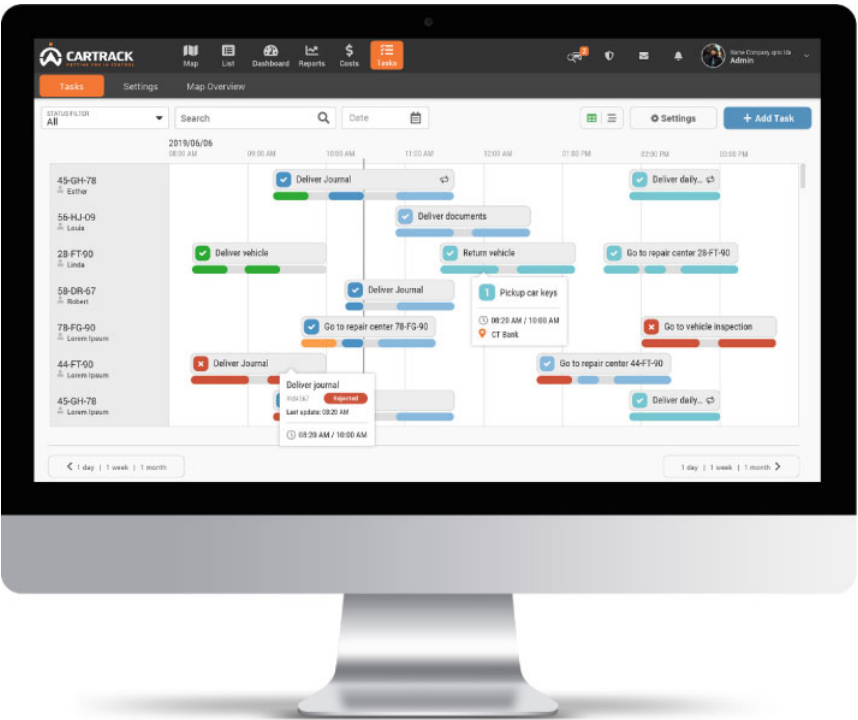 CARTRACK
Map List Dashboard Reports Costs Tasks
2
Admin
Tasks Settings Map Overview
STATUS FILTER
All
Search
Date
Settings
+ Add Task
2019/06/06
08:00 AM 09:00 AM 10:00 AM 11:00 AM 12:00 AM 01:00 PM 02:00 PM 03:00 PM
45-GH-78
Esther
Deliver Journal
Deliver daily...
56-HJ-09
Louis
Deliver documents
28-FT-90
Linda
Deliver vehicle
Return vehicle
Go to repair center 28-FT-90
58-DR-67
Robert
Deliver Journal
1 Pickup car keys
08:20 AM / 10:00 AM
CT Bank
78-FG-90
Lorem Ipsum
Go to repair center 78-FG-90
Go to vehicle inspection
44-FT-90
Lorem Ipsum
Deliver Journal
Go to repair center 44-FT-90
Deliver journal
Rejected
Last update: 08:20 AM
08:20 AM / 10:00 AM
45-GH-78
Lorem Ipsum
Deliver daily...
1 day | 1 week | 1 month
1 day | 1 week | 1 month